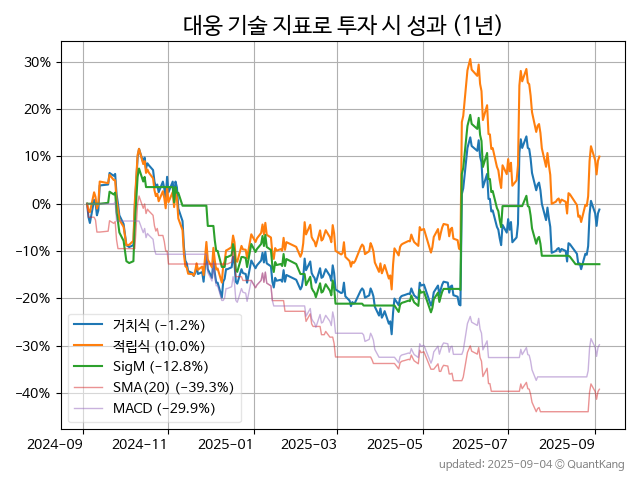 대웅 기술 지표로 투자 시 성과 (1년)
30%
20%
10%
0%
−10%
−20%
−30%
−40%
거치식 (−1.2%)
적립식 (10.0%)
SigM (−12.8%)
SMA(20) (−39.3%)
MACD (−29.9%)
2024-09 2024-11 2025-01 2025-03 2025-05 2025-07 2025-09
updated: 2025-09-04 © QuantKang